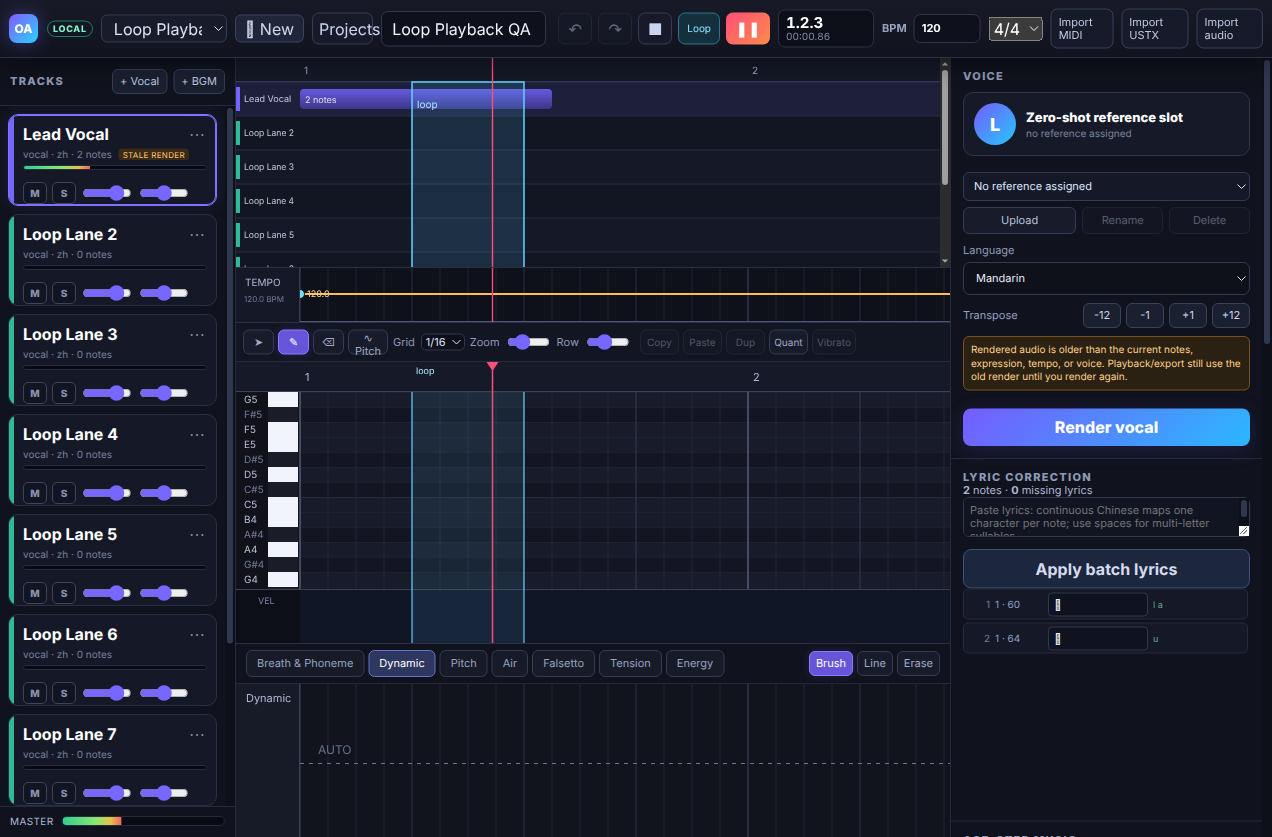 OA LOCAL Loop Playba New Projects Loop Playback QA Loop 1.2.3 00:00.86 BPM 120 4/4 Import MIDI Import USTX Import audio
TRACKS + Vocal + BGM
Lead Vocal ···
vocal · zh · 2 notes STALE RENDER
M S
Loop Lane 2 ···
vocal · zh · 0 notes
M S
Loop Lane 3 ···
vocal · zh · 0 notes
M S
Loop Lane 4 ···
vocal · zh · 0 notes
M S
Loop Lane 5 ···
vocal · zh · 0 notes
M S
Loop Lane 6 ···
vocal · zh · 0 notes
M S
Loop Lane 7 ···
vocal · zh · 0 notes
M S
MASTER
1 2
Lead Vocal 2 notes loop
Loop Lane 2
Loop Lane 3
Loop Lane 4
Loop Lane 5
TEMPO
120.0 BPM 120.0
Pitch Grid 1/16 Zoom Row Copy Paste Dup Quant Vibrato
1 loop 2
G5
F#5
F5
E5
D#5
D5
C#5
C5
B4
A#4
A4
G#4
G4
VEL
Breath & Phoneme Dynamic Pitch Air Falsetto Tension Energy Brush Line Erase
Dynamic
AUTO
VOICE
L Zero-shot reference slot
no reference assigned
No reference assigned
Upload Rename Delete
Language
Mandarin
Transpose -12 -1 +1 +12
Rendered audio is older than the current notes,
expression, tempo, or voice. Playback/export still use the
old render until you render again.
Render vocal
LYRIC CORRECTION
2 notes · 0 missing lyrics
Paste lyrics: continuous Chinese maps one
character per note; use spaces for multi-letter
syllables
Apply batch lyrics
1 1 · 60 l a
2 1 · 64 u